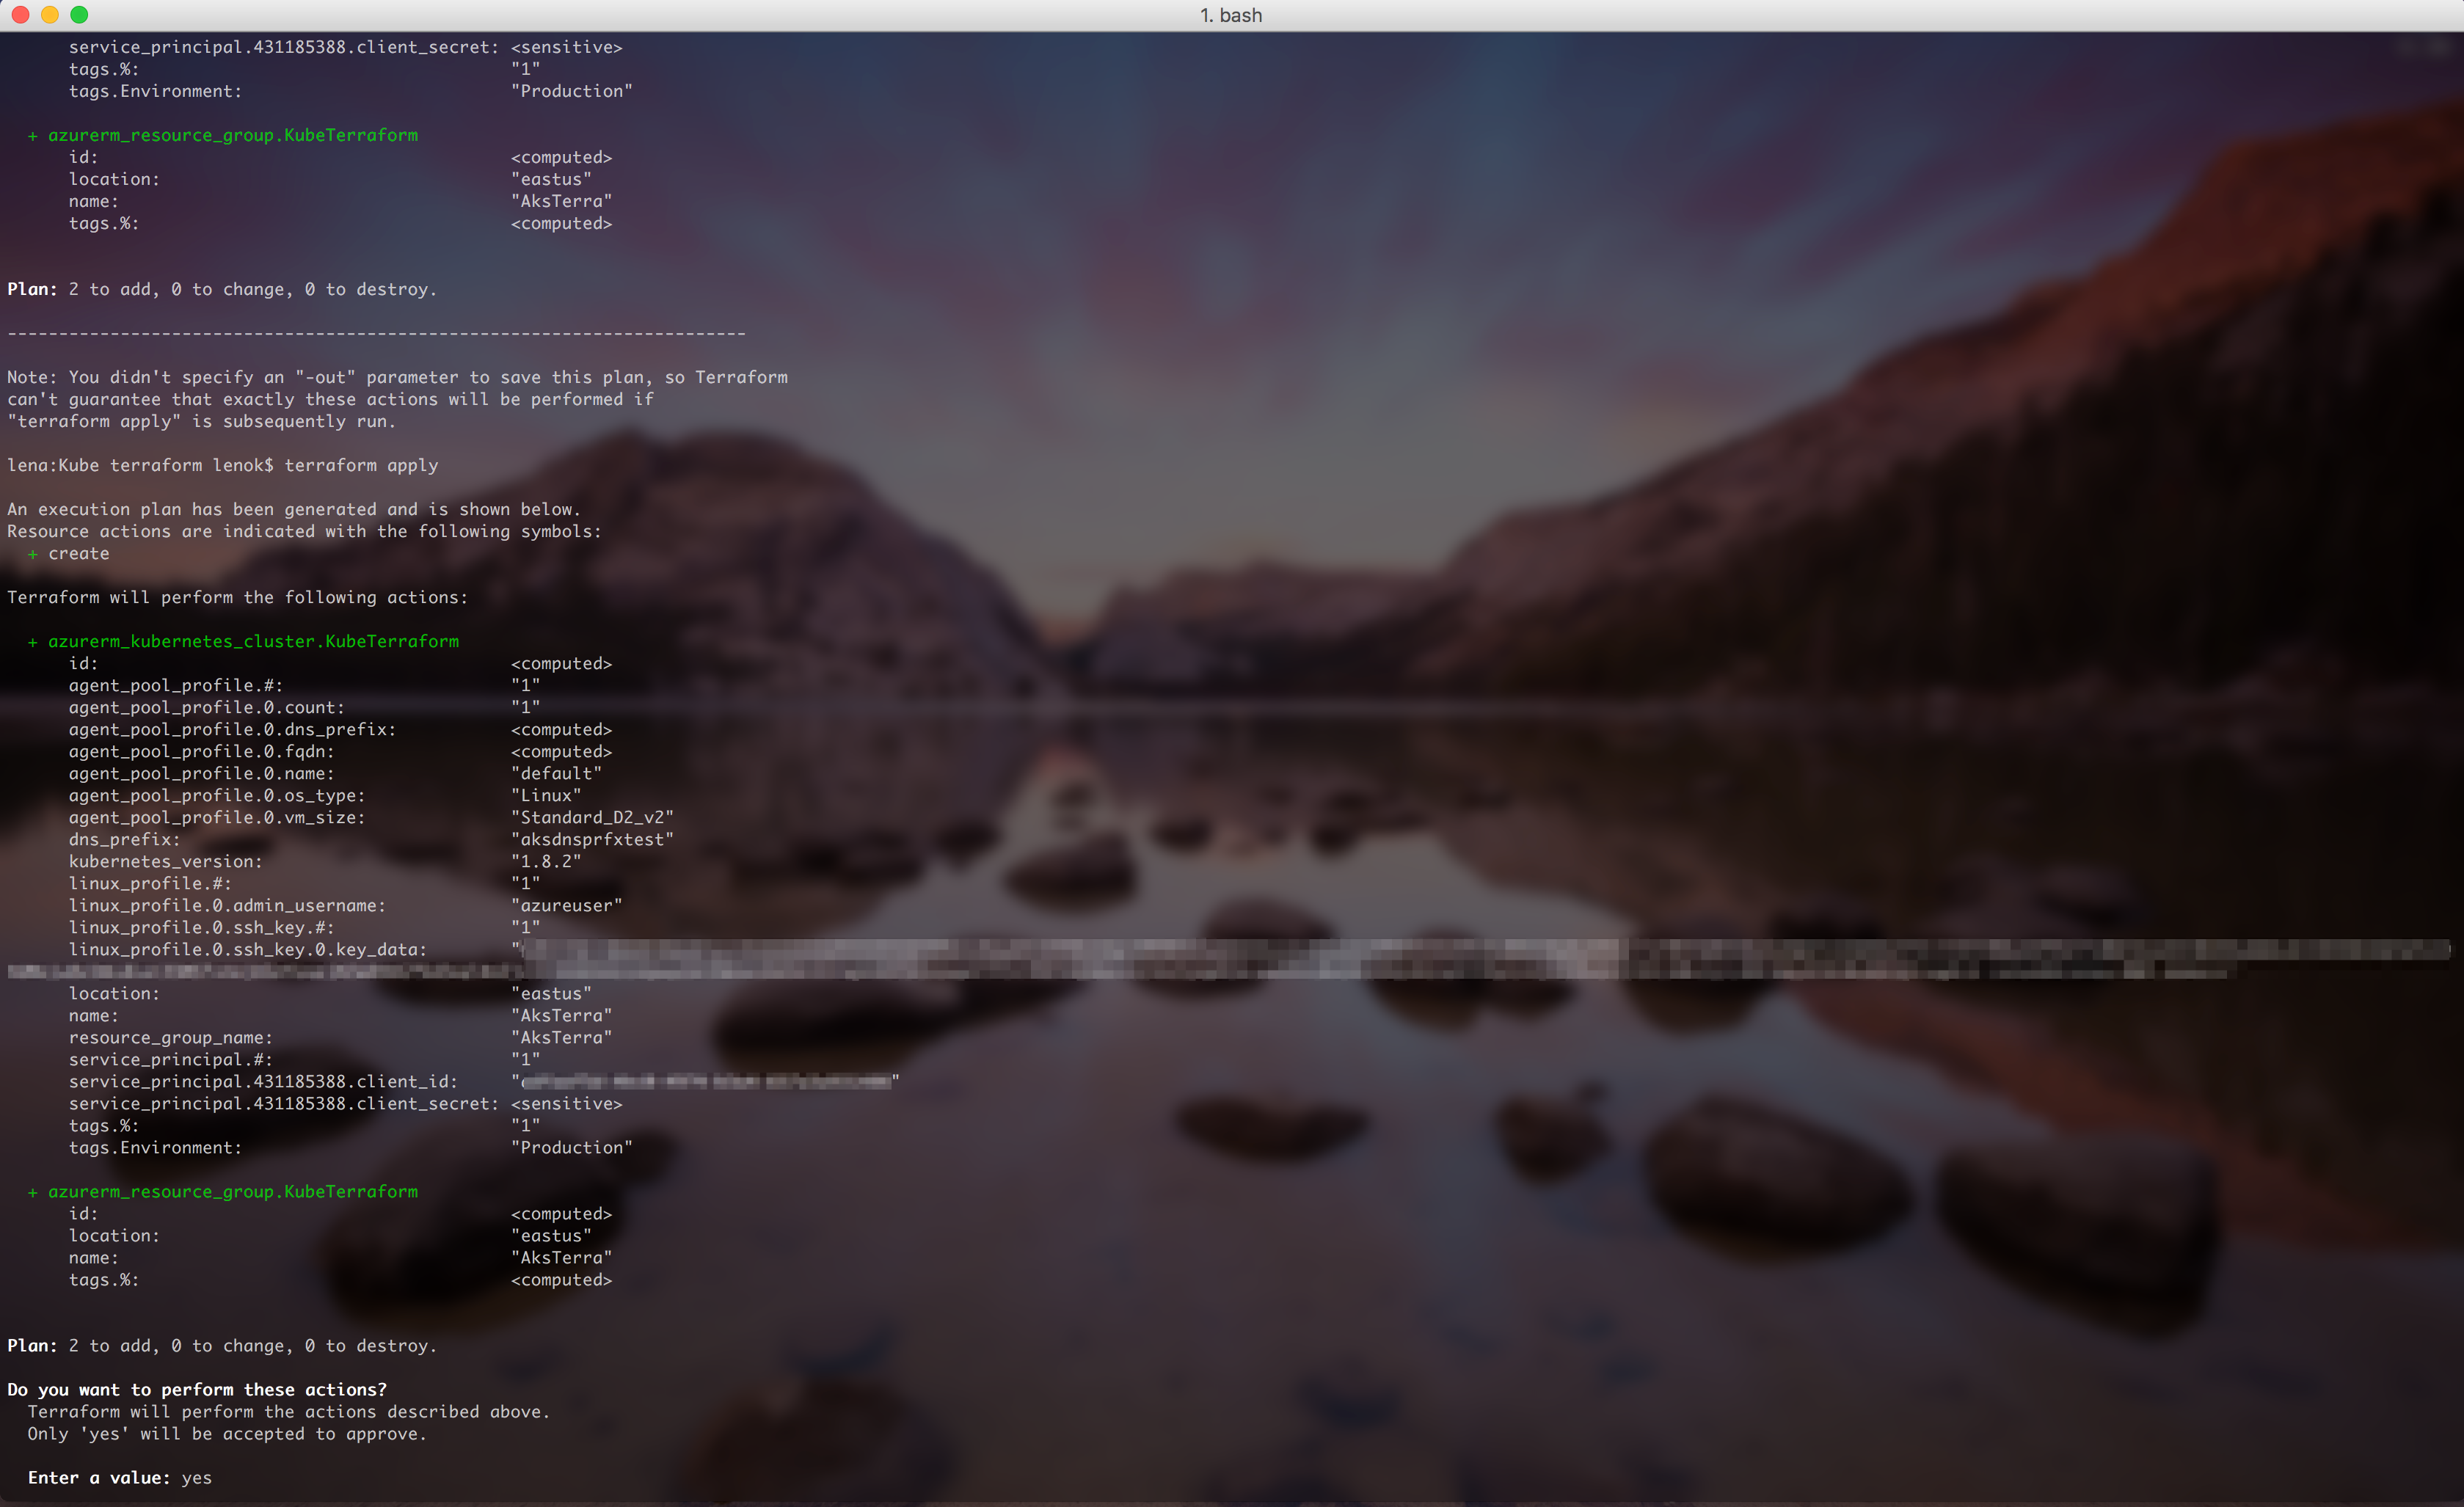 1. bash
service_principal.431185388.client_secret: <sensitive>
tags.%: "1"
tags.Environment: "Production"
+ azurerm_resource_group.KubeTerraform
id: <computed>
location: "eastus"
name: "AksTerra"
tags.%: <computed>
Plan: 2 to add, 0 to change, 0 to destroy.
------------------------------------------------------------------------
Note: You didn't specify an "-out" parameter to save this plan, so Terraform
can't guarantee that exactly these actions will be performed if
"terraform apply" is subsequently run.
lena:Kube terraform lenok$ terraform apply
An execution plan has been generated and is shown below.
Resource actions are indicated with the following symbols:
+ create
Terraform will perform the following actions:
+ azurerm_kubernetes_cluster.KubeTerraform
id: <computed>
agent_pool_profile.#: "1"
agent_pool_profile.0.count: "1"
agent_pool_profile.0.dns_prefix: <computed>
agent_pool_profile.0.fqdn: <computed>
agent_pool_profile.0.name: "default"
agent_pool_profile.0.os_type: "Linux"
agent_pool_profile.0.vm_size: "Standard_D2_v2"
dns_prefix: "aksdnsprfxtest"
kubernetes_version: "1.8.2"
linux_profile.#: "1"
linux_profile.0.admin_username: "azureuser"
linux_profile.0.ssh_key.#: "1"
linux_profile.0.ssh_key.0.key_data: "
location: "eastus"
name: "AksTerra"
resource_group_name: "AksTerra"
service_principal.#: "1"
service_principal.431185388.client_id: " "
service_principal.431185388.client_secret: <sensitive>
tags.%: "1"
tags.Environment: "Production"
+ azurerm_resource_group.KubeTerraform
id: <computed>
location: "eastus"
name: "AksTerra"
tags.%: <computed>
Plan: 2 to add, 0 to change, 0 to destroy.
Do you want to perform these actions?
Terraform will perform the actions described above.
Only 'yes' will be accepted to approve.
Enter a value: yes